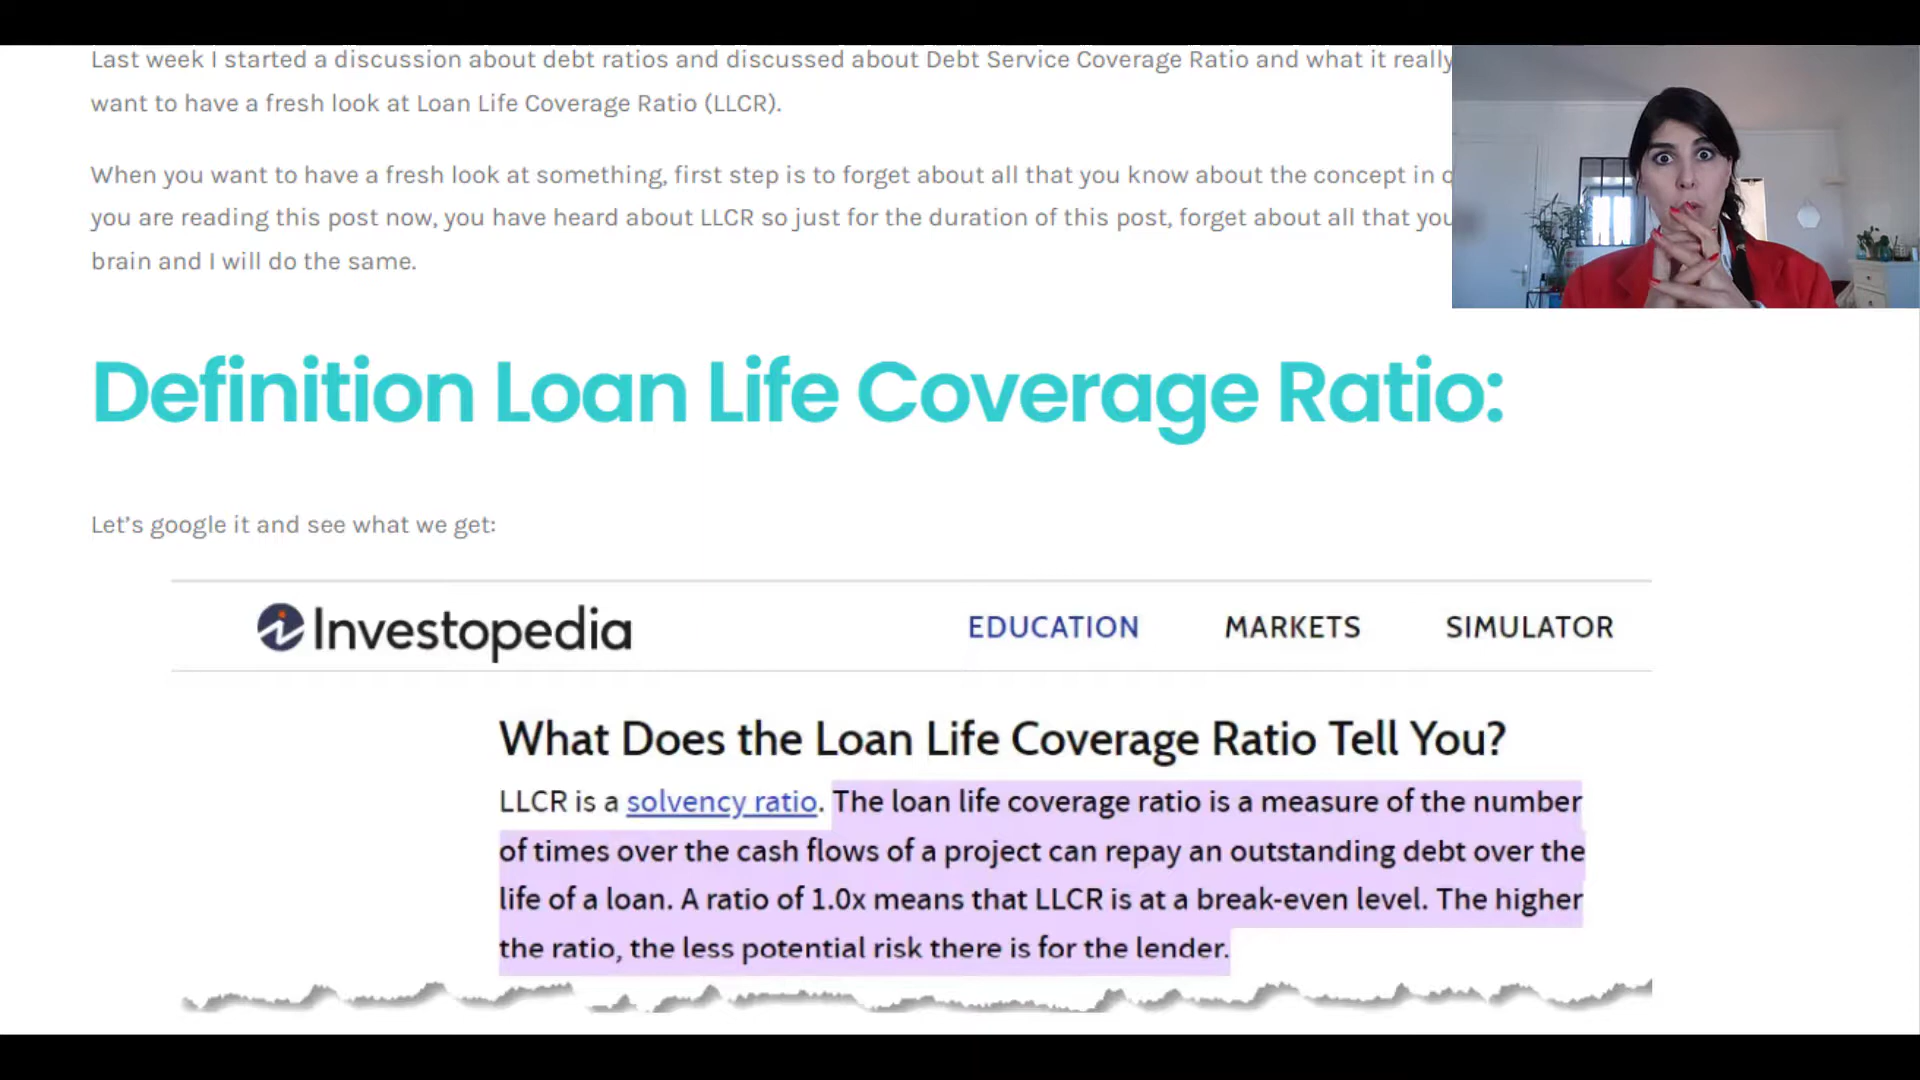 Last week I started a discussion about debt ratios and discussed about Debt Service Coverage Ratio and what it really
want to have a fresh look at Loan Life Coverage Ratio (LLCR).
When you want to have a fresh look at something, first step is to forget about all that you know about the concept in
you are reading this post now, you have heard about LLCR so just for the duration of this post, forget about all that you
brain and I will do the same.
Definition Loan Life Coverage Ratio:
Let's google it and see what we get:
Investopedia EDUCATION MARKETS SIMULATOR
What Does the Loan Life Coverage Ratio Tell You?
LLCR is a solvency ratio. The loan life coverage ratio is a measure of the number
of times over the cash flows of a project can repay an outstanding debt over the
life of a loan. A ratio of 1.0x means that LLCR is at a break-even level. The higher
the ratio, the less potential risk there is for the lender.